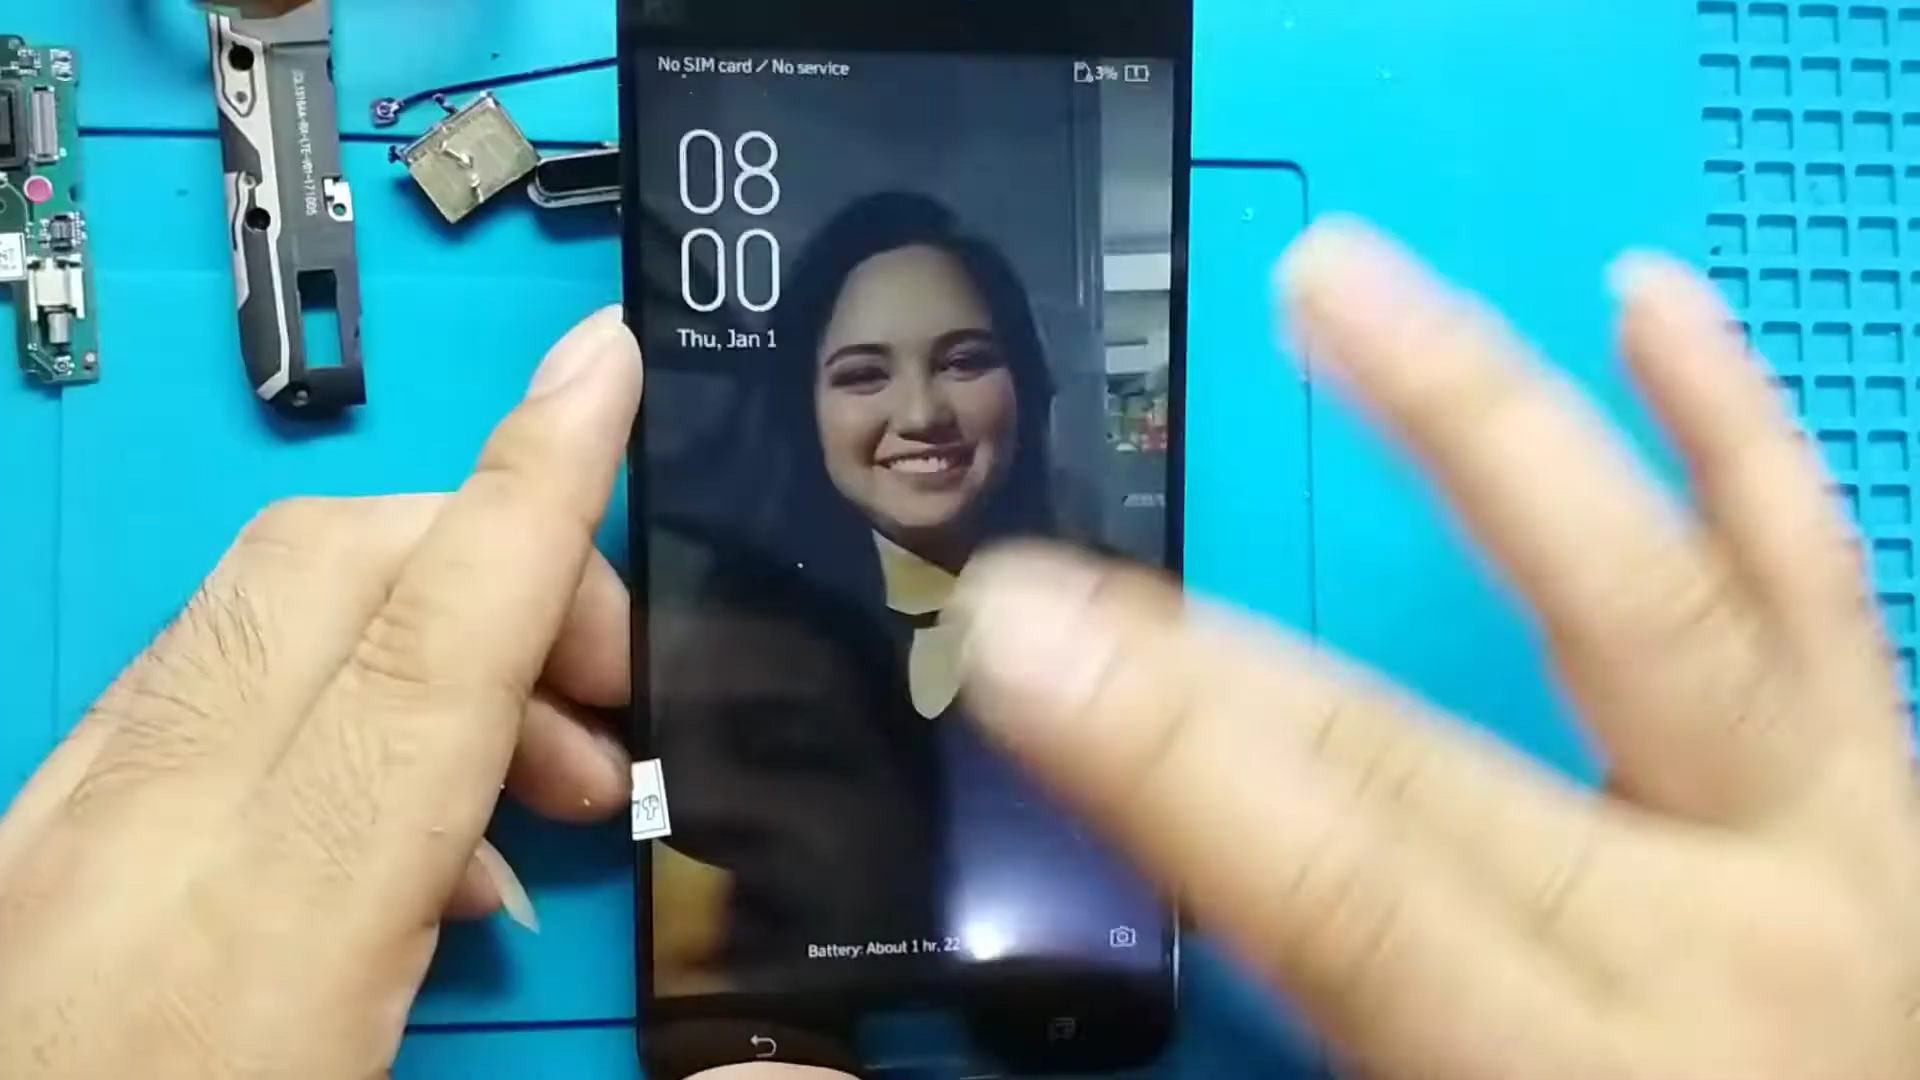 No SIM card / No service
3%
08
00
Thu, Jan 1
Battery: About 1 hr, 22